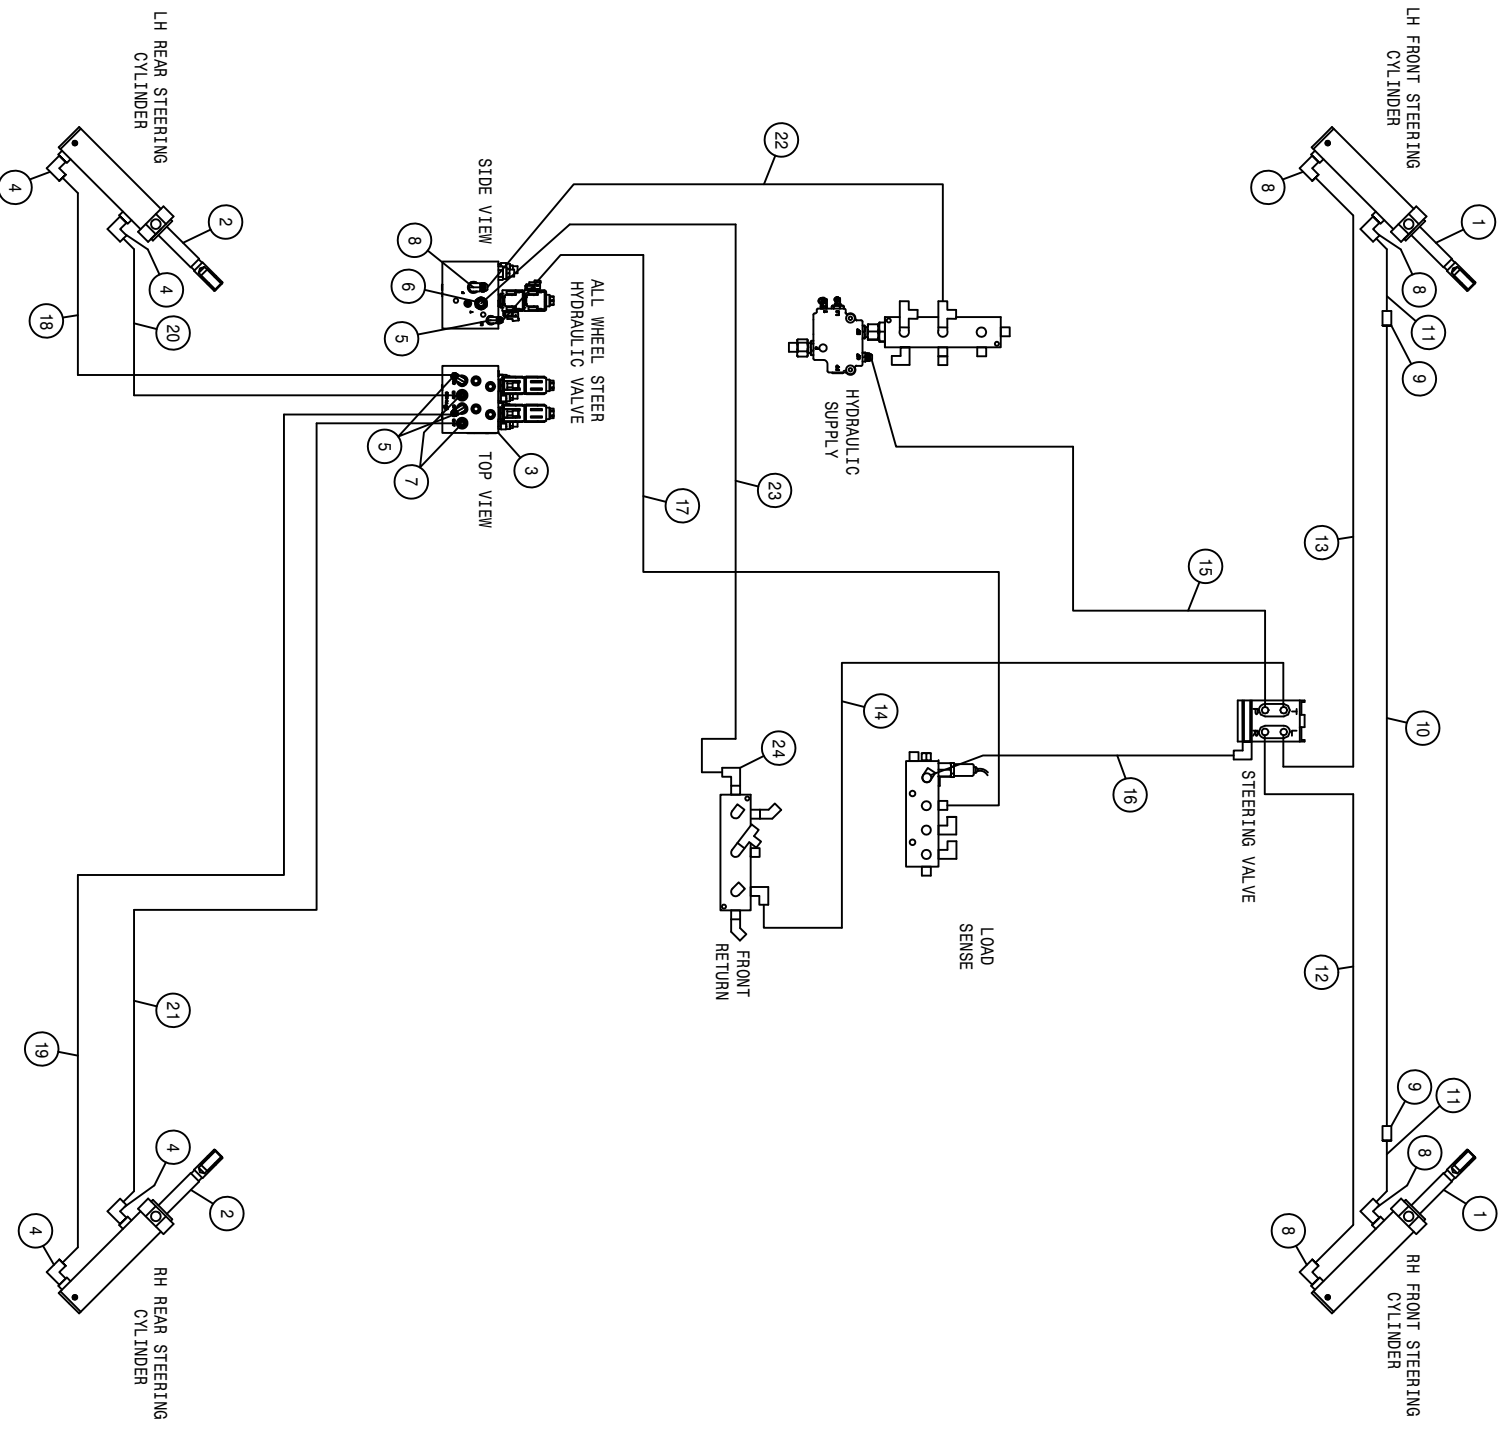 LH FRONT STEERING
CYLINDER
1
8
8
11
9
13
10
12
9
11
8
8
1
RH FRONT STEERING
CYLINDER
15
STEERING VALVE
16
14
LOAD
SENSE
HYDRAULIC
SUPPLY
22
23
24
FRONT
RETURN
17
ALL WHEEL STEER
HYDRAULIC VALVE
SIDE VIEW
TOP VIEW
3
8
6
5
5
7
LH REAR STEERING
CYLINDER
2
4
4
20
18
21
19
4
4
2
RH REAR STEERING
CYLINDER